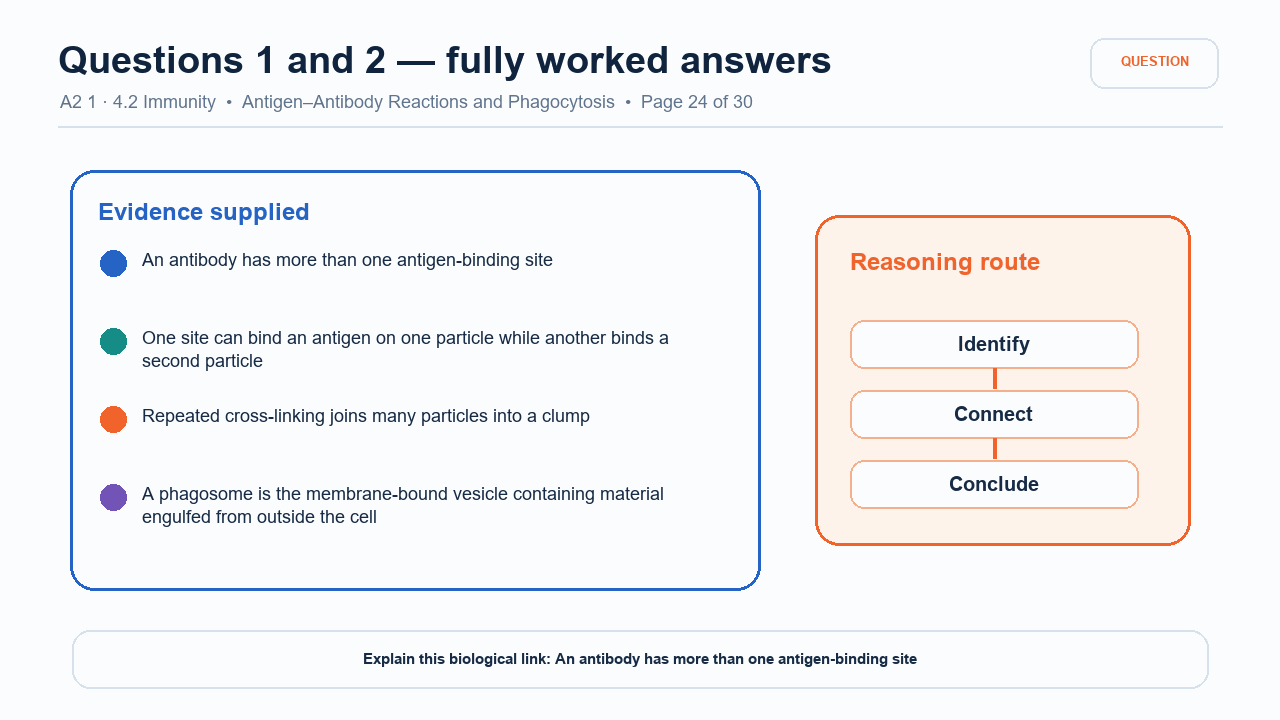 Questions 1 and 2 — fully worked answers
QUESTION
A2 1 · 4.2 Immunity • Antigen–Antibody Reactions and Phagocytosis • Page 24 of 30
Evidence supplied
An antibody has more than one antigen-binding site
One site can bind an antigen on one particle while another binds a
second particle
Repeated cross-linking joins many particles into a clump
A phagosome is the membrane-bound vesicle containing material
engulfed from outside the cell
Reasoning route
Identify
Connect
Conclude
Explain this biological link: An antibody has more than one antigen-binding site